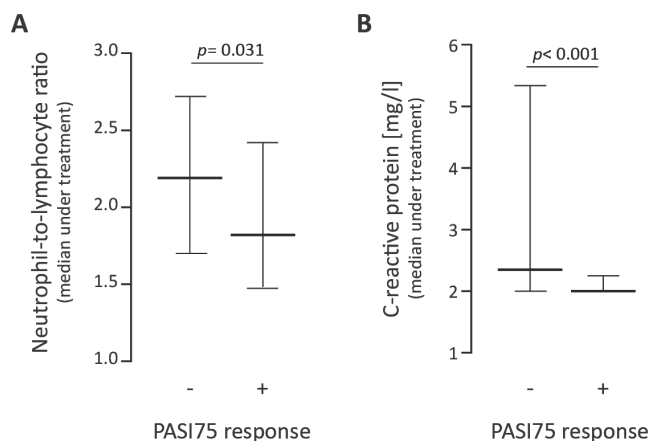 A
Neutrophil-to-lymphocyte ratio
(median under treatment)
3.0
2.5
2.0
1.5
1.0
p= 0.031
- +
PASI75 response
B
C-reactive protein [mg/l]
(median under treatment)
6
5
4
3
2
1
p< 0.001
- +
PASI75 response